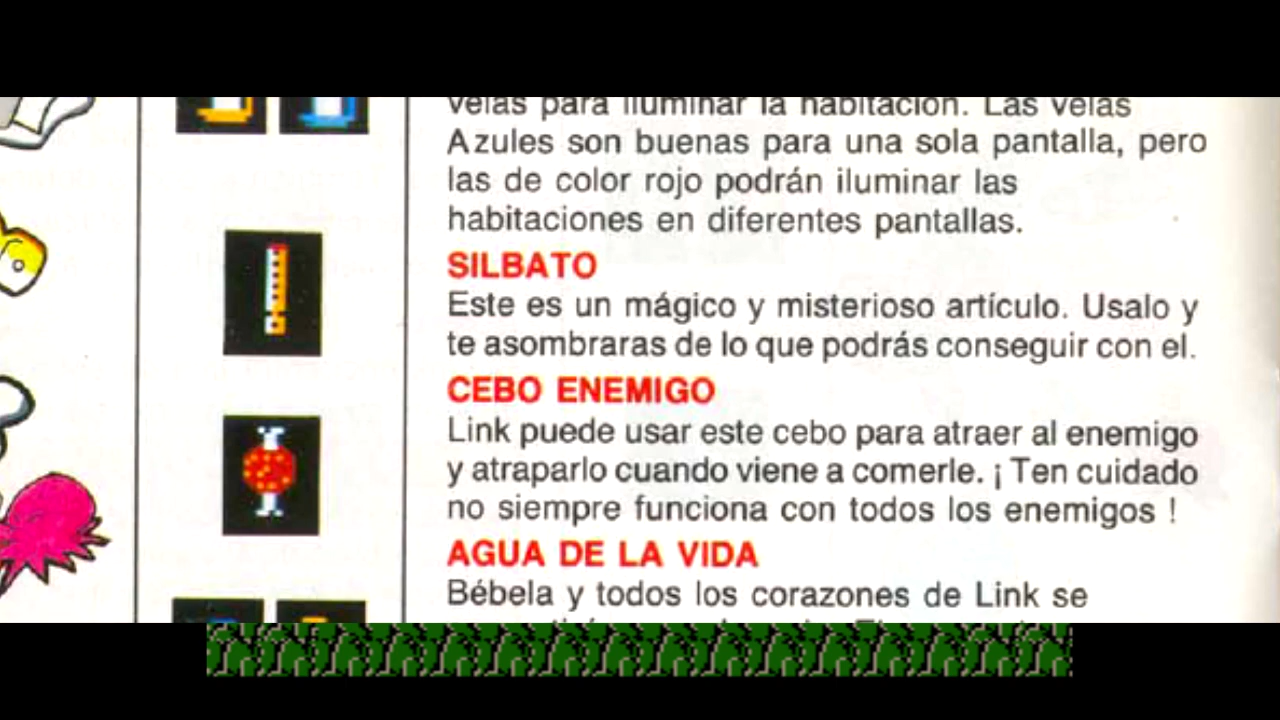 velas para iluminar la habitación. Las Velas
Azules son buenas para una sola pantalla, pero
las de color rojo podrán iluminar las
habitaciones en diferentes pantallas.
SILBATO
Este es un mágico y misterioso artículo. Usalo y
te asombraras de lo que podrás conseguir con el.
CEBO ENEMIGO
Link puede usar este cebo para atraer al enemigo
y atraparlo cuando viene a comerle. ¡ Ten cuidado
no siempre funciona con todos los enemigos !
AGUA DE LA VIDA
Bébela y todos los corazones de Link se